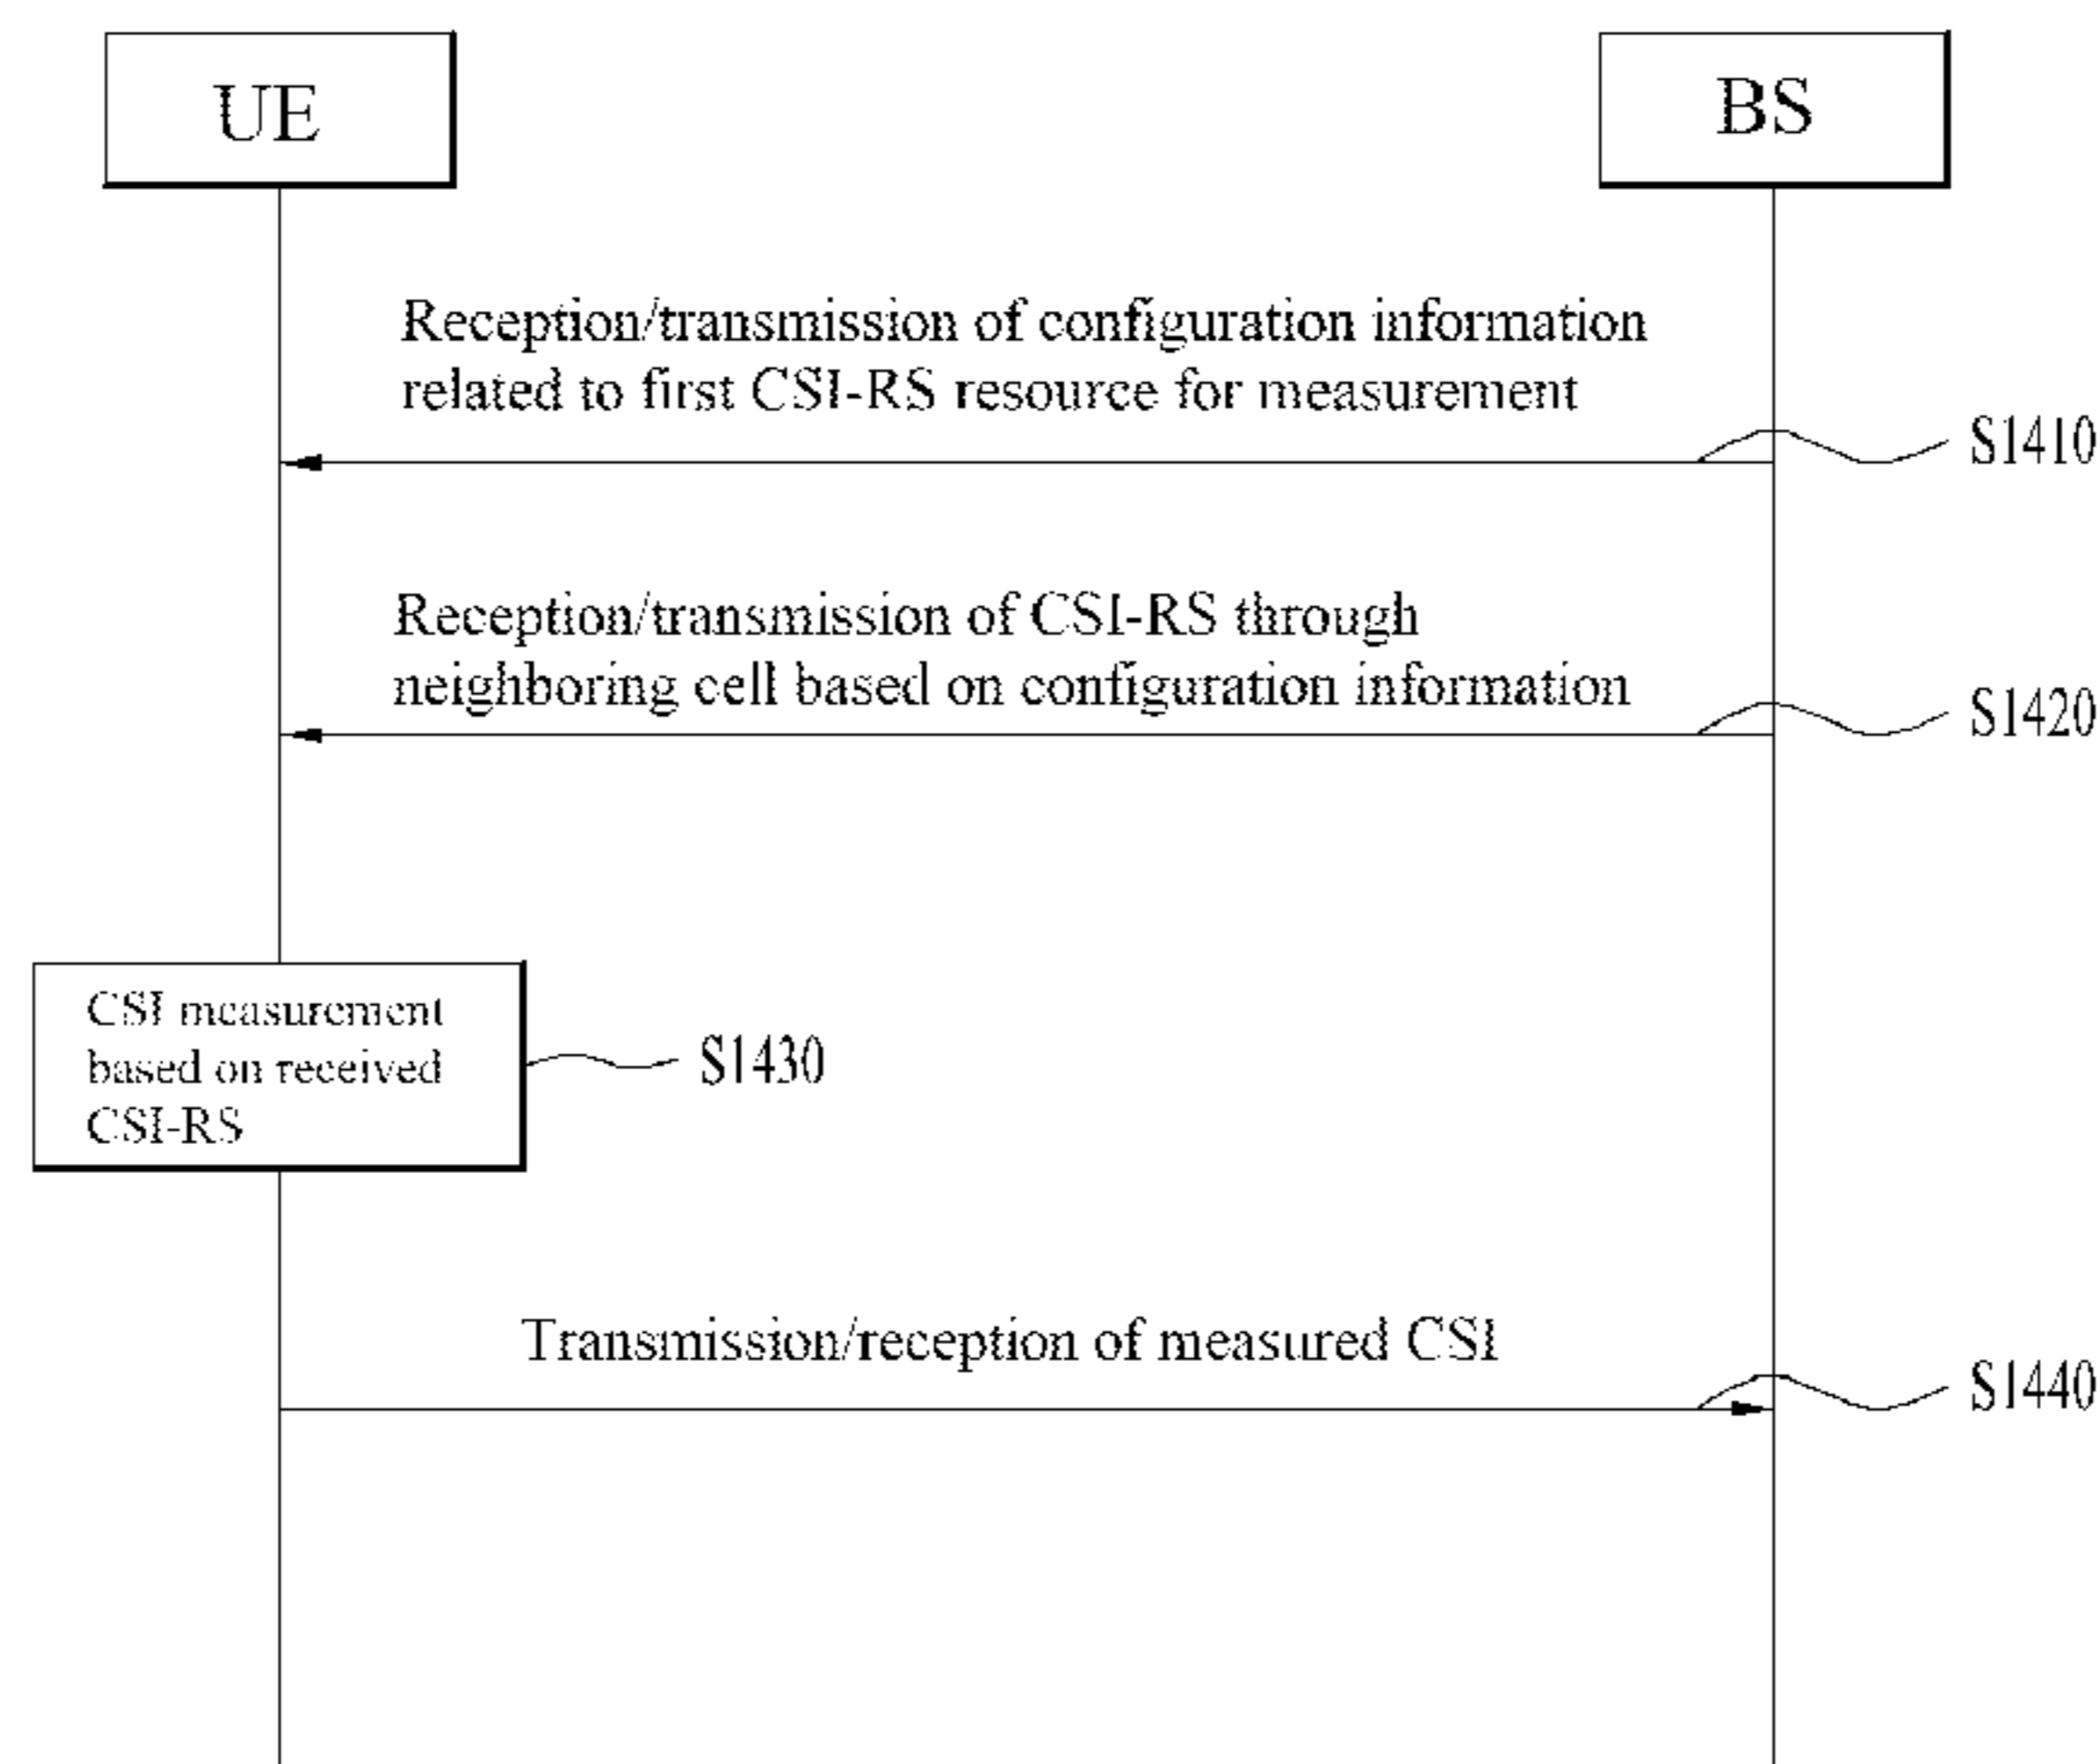 UE
BS
Reception/transmission of configuration information
related to first CSI-RS resource for measurement
S1410
Reception/transmission of CSI-RS through
neighboring cell based on configuration information
S1420
CSI measurement
based on received
CSI-RS
S1430
Transmission/reception of measured CSI
S1440